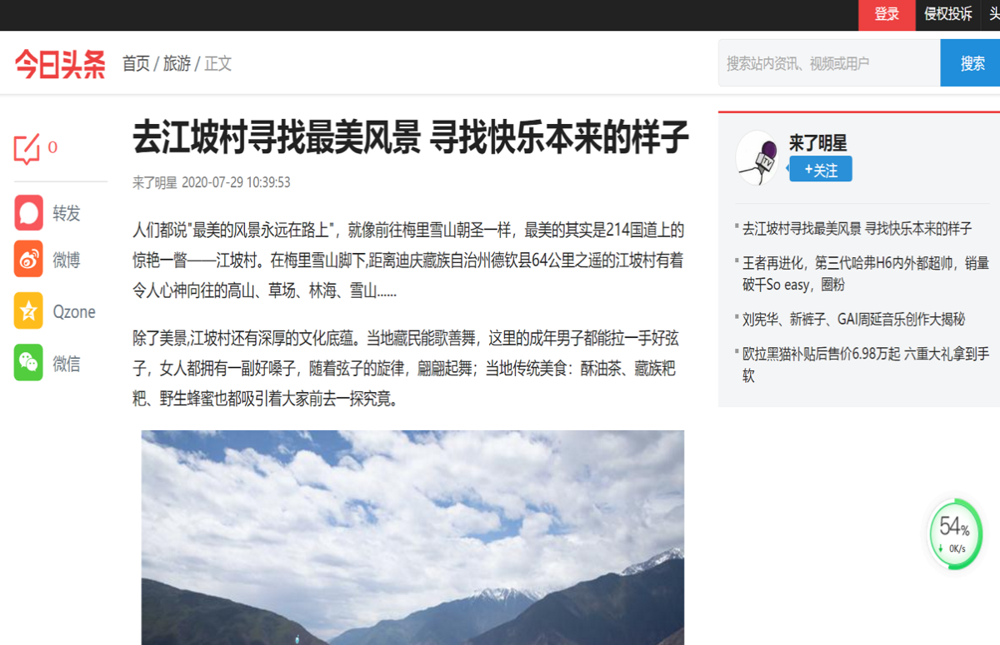 登录 侵权投诉
今日头条 首页 / 旅游 / 正文
搜索站内资讯、视频或用户 搜索
去江坡村寻找最美风景 寻找快乐本来的样子
来了明星 2020-07-29 10:39:53
0
转发
微博
Qzone
微信
人们都说"最美的风景永远在路上"，就像前往梅里雪山朝圣一样，最美的其实是214国道上的
惊艳一瞥——江坡村。在梅里雪山脚下,距离迪庆藏族自治州德钦县64公里之遥的江坡村有着
令人心神向往的高山、草场、林海、雪山......
除了美景,江坡村还有深厚的文化底蕴。当地藏民能歌善舞，这里的成年男子都能拉一手好弦
子，女人都拥有一副好嗓子，随着弦子的旋律，翩翩起舞；当地传统美食：酥油茶、藏族粑
粑、野生蜂蜜也都吸引着大家前去一探究竟。
TV
来了明星
+关注
去江坡村寻找最美风景 寻找快乐本来的样子
王者再进化，第三代哈弗H6内外都超帅，销量
破千So easy，圈粉
刘宪华、新裤子、GAI周延音乐创作大揭秘
欧拉黑猫补贴后售价6.98万起 六重大礼拿到手
软
54%
0K/s